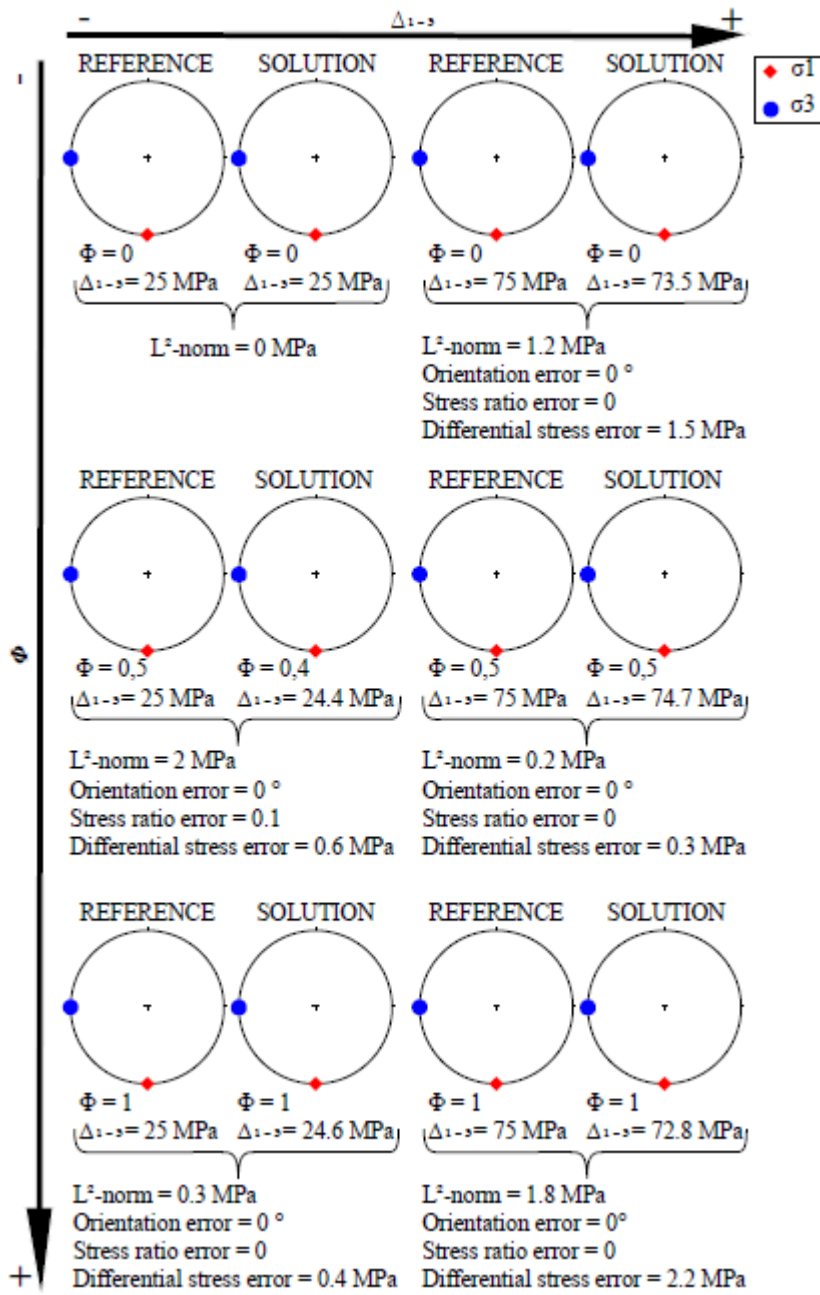 - Δ₁₋₃ +
REFERENCE SOLUTION REFERENCE SOLUTION
σ1
σ3
-
Φ = 0 Φ = 0 Φ = 0 Φ = 0
Δ₁₋₃= 25 MPa Δ₁₋₃= 25 MPa Δ₁₋₃= 75 MPa Δ₁₋₃= 73.5 MPa
L²-norm = 0 MPa
L²-norm = 1.2 MPa
Orientation error = 0 °
Stress ratio error = 0
Differential stress error = 1.5 MPa
REFERENCE SOLUTION REFERENCE SOLUTION
Φ = 0,5 Φ = 0,4 Φ = 0,5 Φ = 0,5
Δ₁₋₃= 25 MPa Δ₁₋₃= 24.4 MPa Δ₁₋₃= 75 MPa Δ₁₋₃= 74.7 MPa
Φ
L²-norm = 2 MPa
Orientation error = 0 °
Stress ratio error = 0.1
Differential stress error = 0.6 MPa
L²-norm = 0.2 MPa
Orientation error = 0 °
Stress ratio error = 0
Differential stress error = 0.3 MPa
REFERENCE SOLUTION REFERENCE SOLUTION
Φ = 1 Φ = 1 Φ = 1 Φ = 1
Δ₁₋₃= 25 MPa Δ₁₋₃= 24.6 MPa Δ₁₋₃= 75 MPa Δ₁₋₃= 72.8 MPa
L²-norm = 0.3 MPa
Orientation error = 0 °
Stress ratio error = 0
Differential stress error = 0.4 MPa
L²-norm = 1.8 MPa
Orientation error = 0°
Stress ratio error = 0
Differential stress error = 2.2 MPa
+